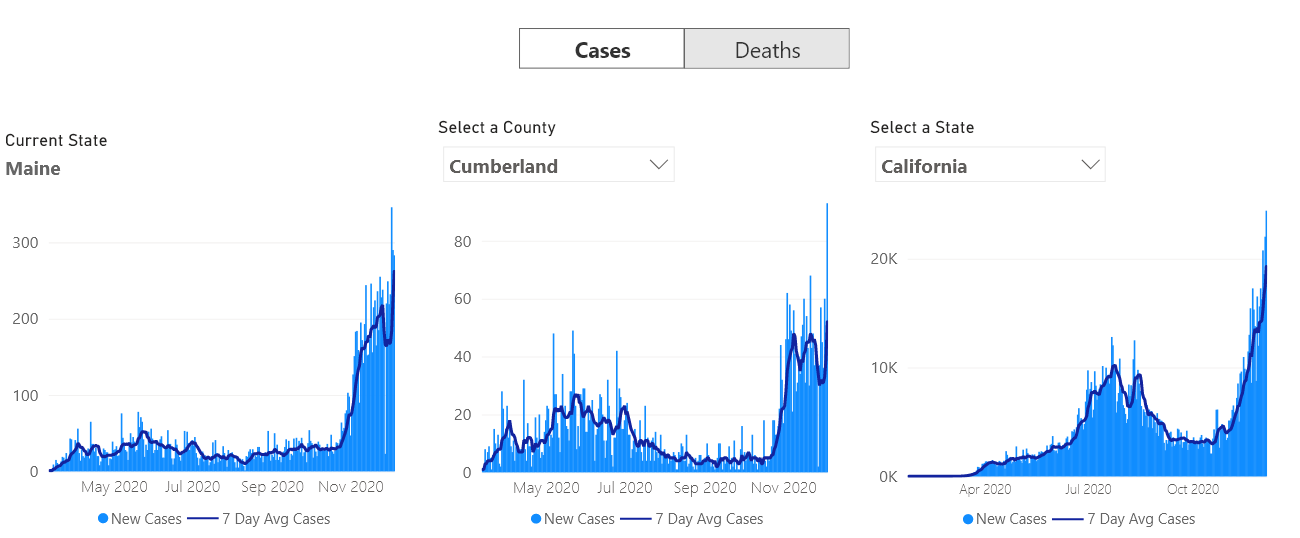 Cases Deaths
Current State
Maine
300
200
100
0
May 2020 Jul 2020 Sep 2020 Nov 2020
New Cases 7 Day Avg Cases
Select a County
Cumberland
80
60
40
20
0
May 2020 Jul 2020 Sep 2020 Nov 2020
New Cases 7 Day Avg Cases
Select a State
California
20K
10K
0K
Apr 2020 Jul 2020 Oct 2020
New Cases 7 Day Avg Cases